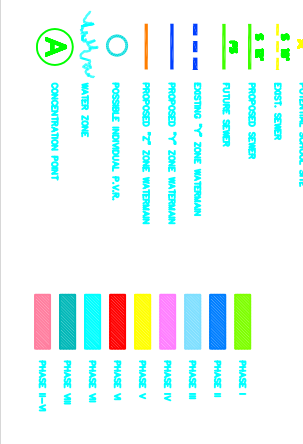 EXIST. SEWER
PROPOSED SEWER
FUTURE SEWER
EXISTING "Y" ZONE WATERMAIN
PROPOSED "Y" ZONE WATERMAIN
PROPOSED "Z" ZONE WATERMAIN
POSSIBLE INDIVIDUAL P.V.R.
WATER ZONE
A CONCENTRATION POINT
PHASE I
PHASE II
PHASE III
PHASE IV
PHASE V
PHASE VI
PHASE VII
PHASE VIII
PHASE II-VI